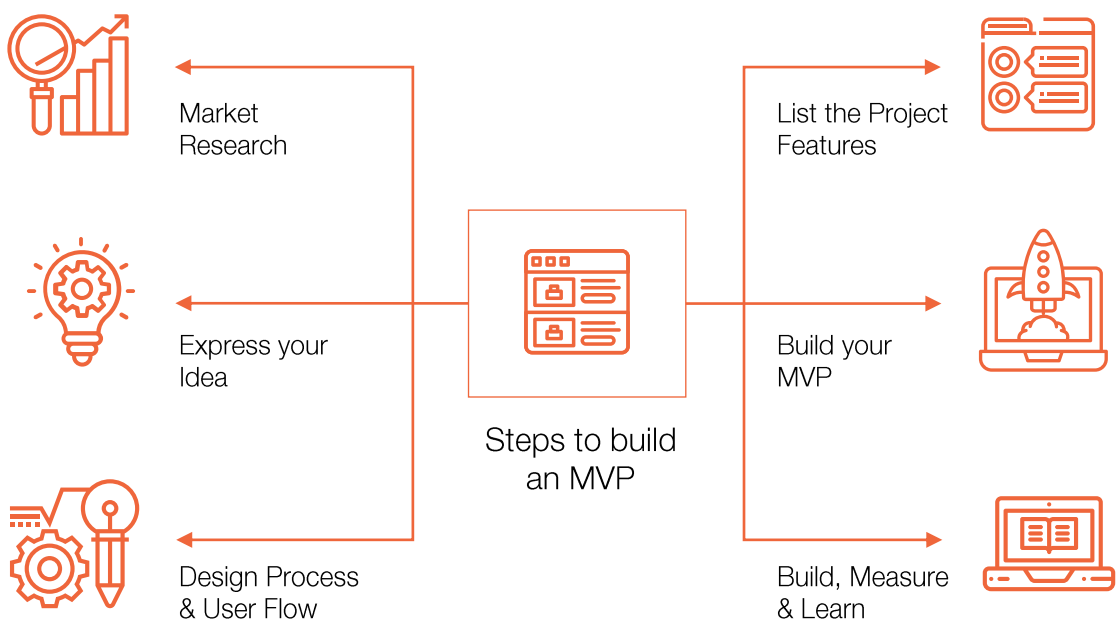 Market
Research
Express your
Idea
Design Process
& User Flow
Steps to build
an MVP
List the Project
Features
Build your
MVP
Build, Measure
& Learn